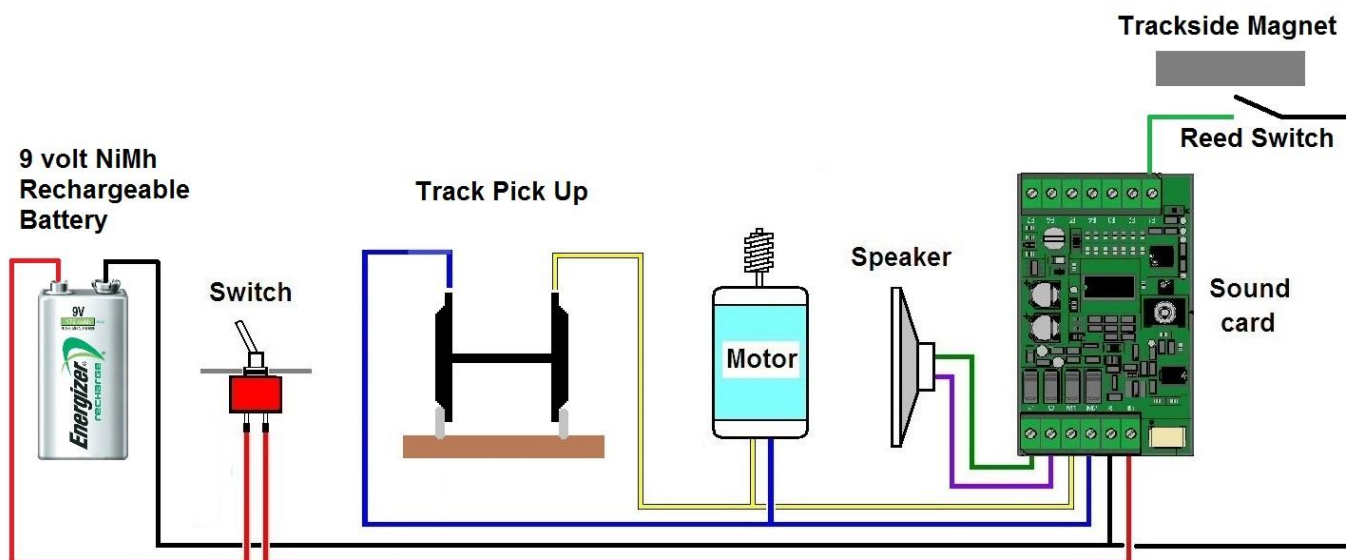 Trackside Magnet
Reed Switch
9 volt NiMh
Rechargeable
Battery
Track Pick Up
Switch
Speaker
Motor
Sound
card
9V
Energizer
RECHARGE